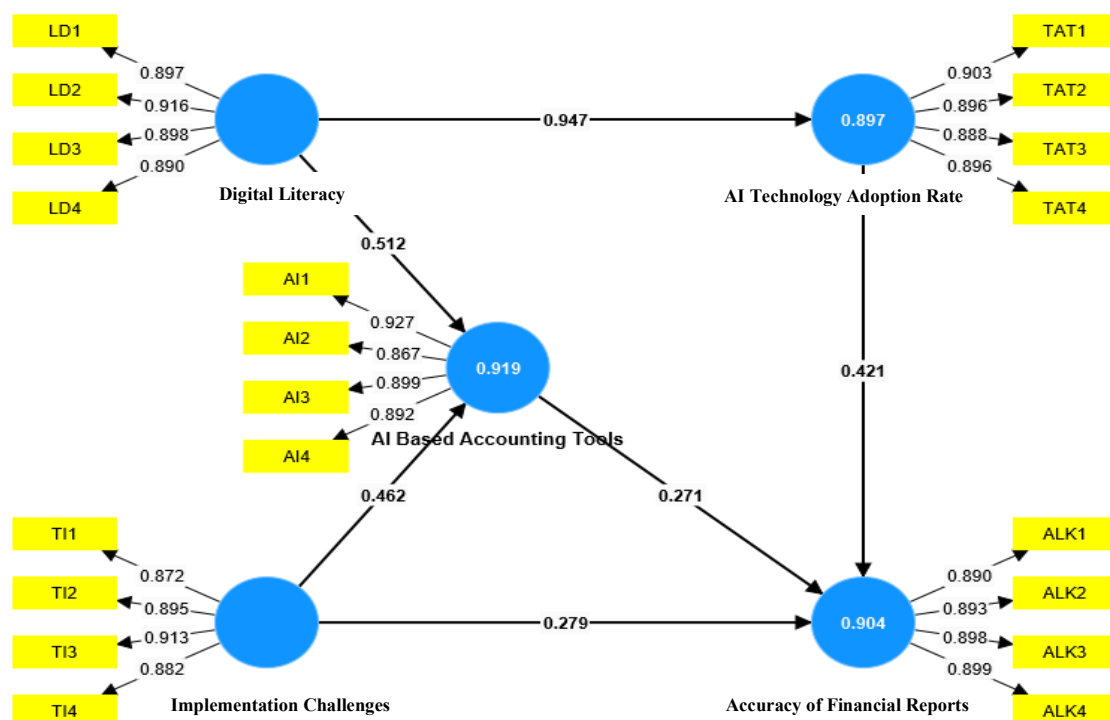 LD1
LD2
LD3
LD4
0.897
0.916
0.898
0.890
Digital Literacy
0.947
0.897
AI Technology Adoption Rate
TAT1
TAT2
TAT3
TAT4
0.903
0.896
0.888
0.896
0.512
AI1
AI2
AI3
AI4
0.927
0.867
0.899
0.892
0.919
AI Based Accounting Tools
0.421
0.462
0.271
TI1
TI2
TI3
TI4
0.872
0.895
0.913
0.882
Implementation Challenges
0.279
0.904
Accuracy of Financial Reports
ALK1
ALK2
ALK3
ALK4
0.890
0.893
0.898
0.899